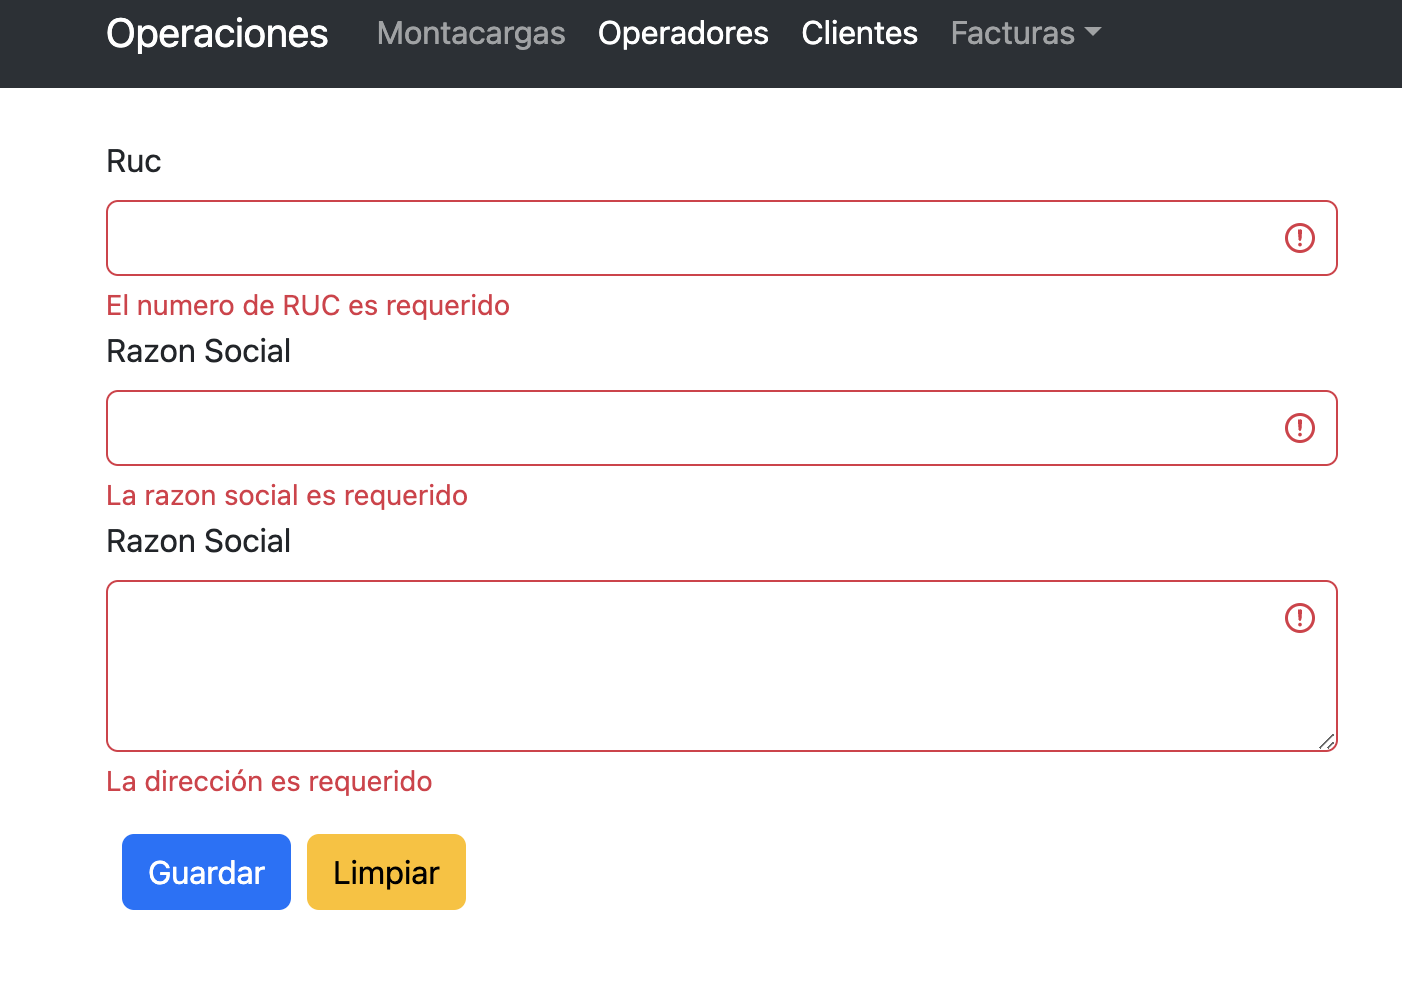 Operaciones Montacargas Operadores Clientes Facturas
Ruc
El numero de RUC es requerido
Razon Social
La razon social es requerido
Razon Social
La dirección es requerido
Guardar Limpiar